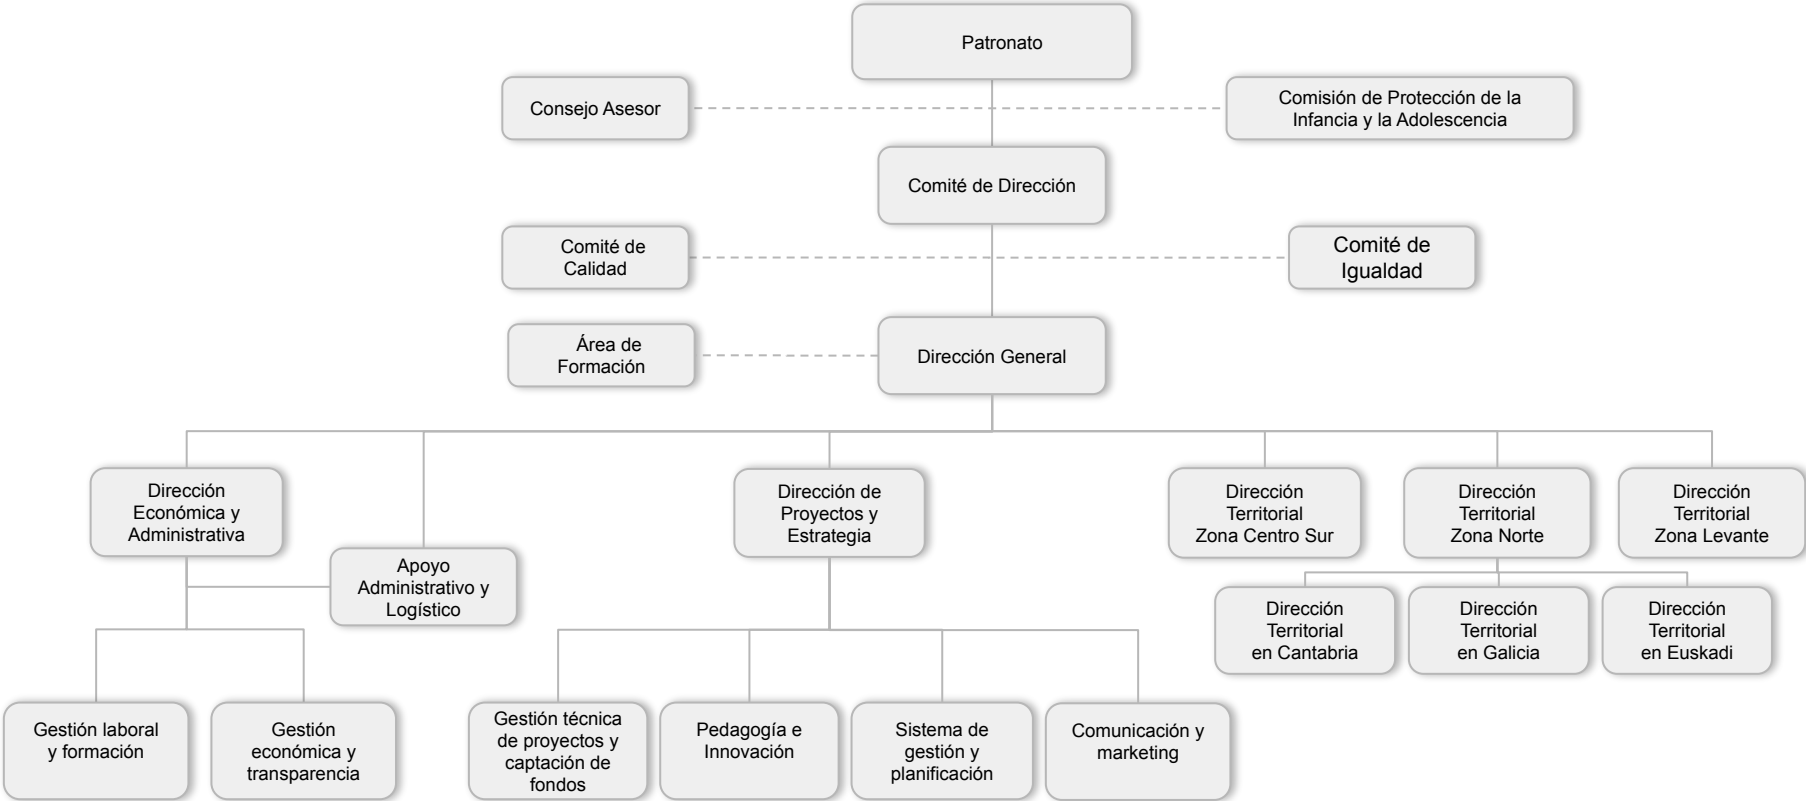 Patronato
Consejo Asesor
Comisión de Protección de la
Infancia y la Adolescencia
Comité de Dirección
Comité de
Calidad
Comité de
Igualdad
Área de
Formación
Dirección General
Dirección
Económica y
Administrativa
Apoyo
Administrativo y
Logístico
Dirección de
Proyectos y
Estrategia
Dirección
Territorial
Zona Centro Sur
Dirección
Territorial
Zona Norte
Dirección
Territorial
Zona Levante
Dirección
Territorial
en Cantabria
Dirección
Territorial
en Galicia
Dirección
Territorial
en Euskadi
Gestión laboral
y formación
Gestión
económica y
transparencia
Gestión técnica
de proyectos y
captación de
fondos
Pedagogía e
Innovación
Sistema de
gestión y
planificación
Comunicación y
marketing